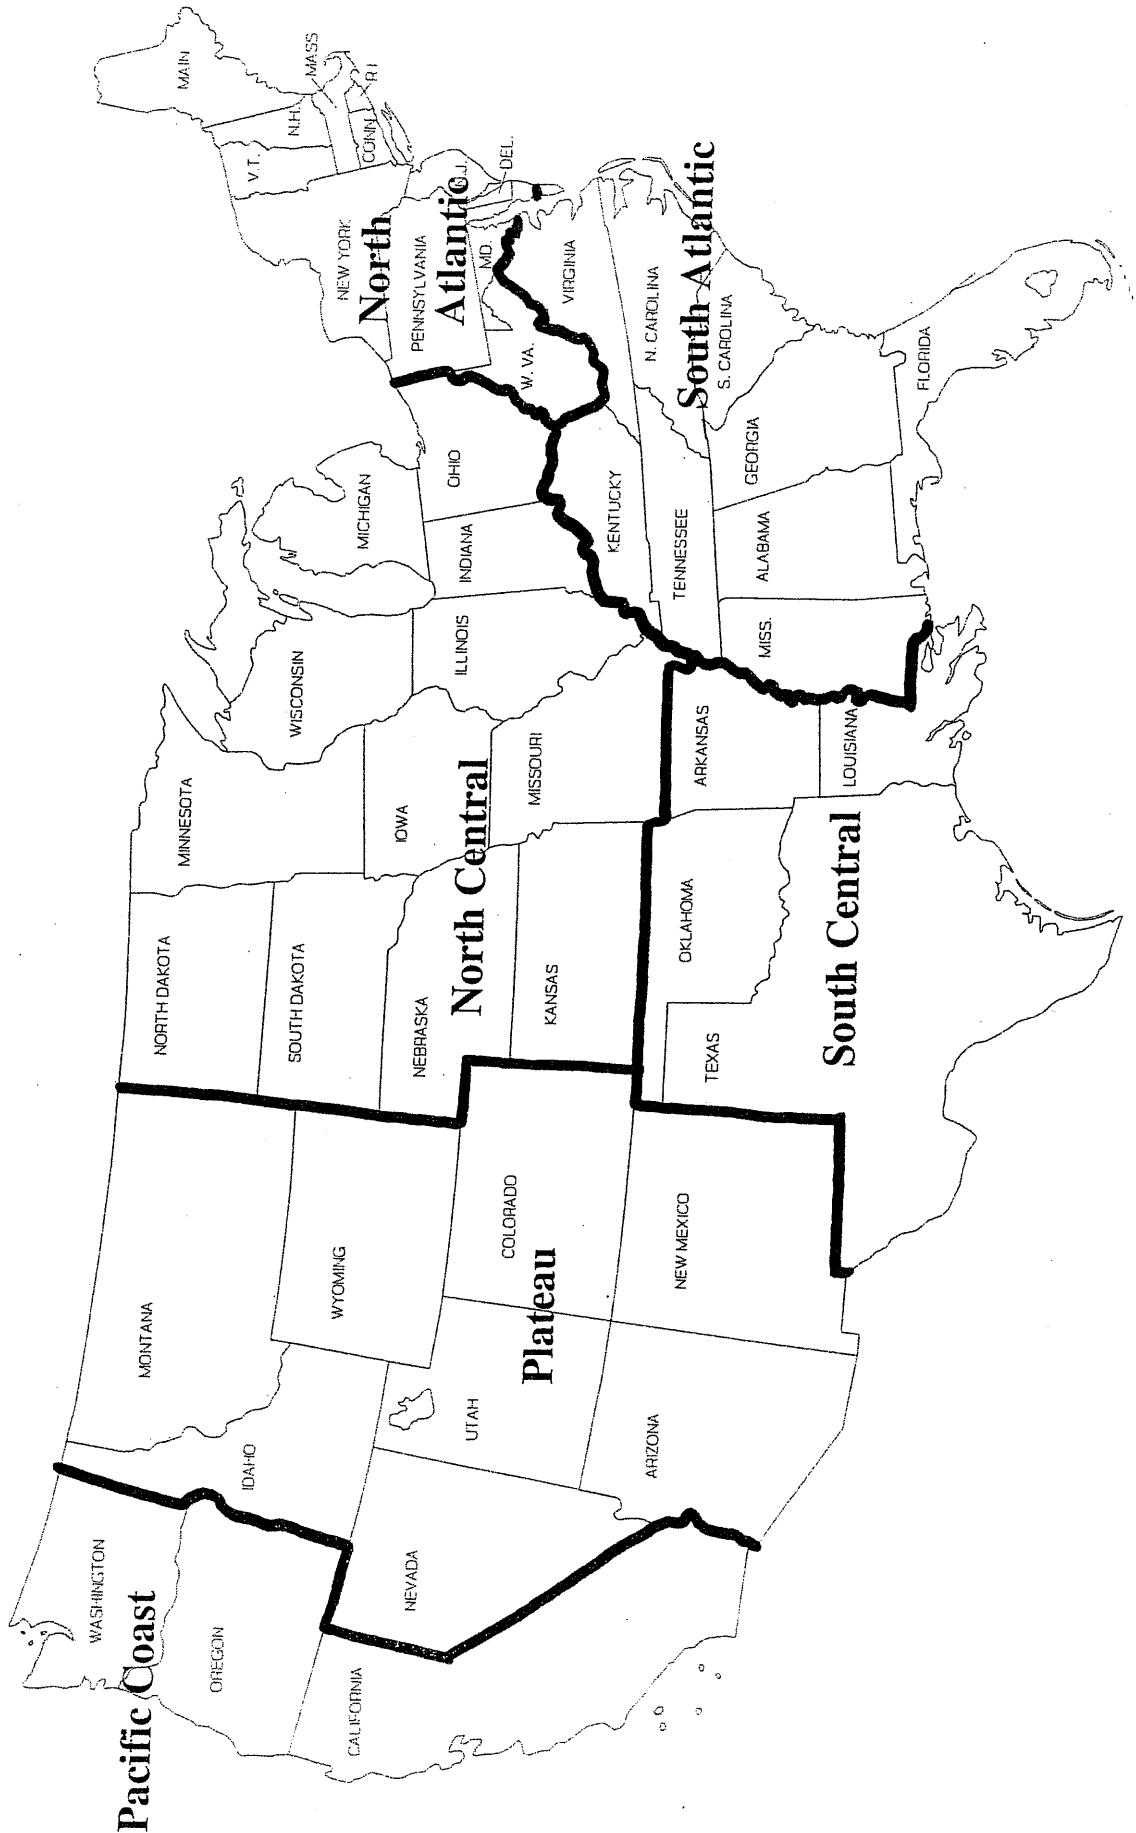 Pacific Coast
WASHINGTON
OREGON
CALIFORNIA
NEVADA
IDAHO
MONTANA
WYOMING
UTAH
COLORADO
Plateau
ARIZONA
NEW MEXICO
NORTH DAKOTA
SOUTH DAKOTA
NEBRASKA
KANSAS
North Central
MINNESOTA
IOWA
MISSOURI
WISCONSIN
ILLINOIS
MICHIGAN
INDIANA
OHIO
TEXAS
OKLAHOMA
South Central
ARKANSAS
LOUISIANA
MISS.
ALABAMA
GEORGIA
FLORIDA
TENNESSEE
KENTUCKY
S. CAROLINA
N. CAROLINA
South Atlantic
VIRGINIA
W. VA.
MD.
DEL.
PENNSYLVANIA
North
Atlantic
NEW YORK
V.T.
N.H.
MAIN
MASS
R.I.
CONN.